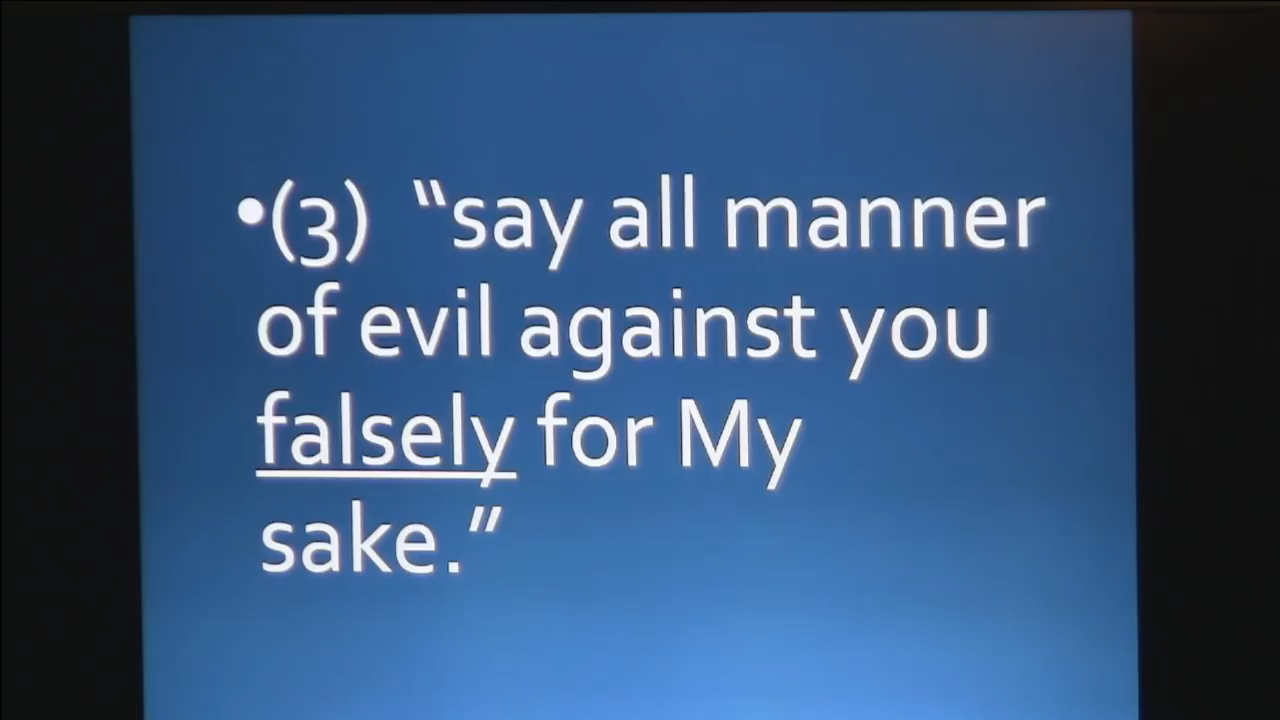 •(3) “say all manner
of evil against you
falsely for My
sake.”